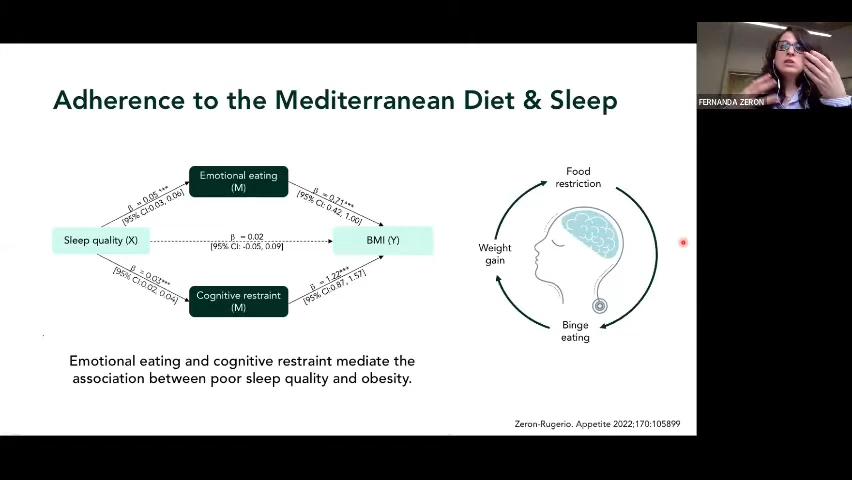 FERNANDA ZERON
Adherence to the Mediterranean Diet & Sleep
Emotional eating
(M)
β = 0.05 ***
[95% CI:0.03, 0.06]
β = 0.71***
[95% CI: 0.42, 1.00]
Sleep quality (X)
β = 0.02
[95% CI: -0.05, 0.09]
BMI (Y)
β = 0.03***
[95% CI:0.02, 0.04]
β = 1.22***
[95% CI:0.87, 1.57]
Cognitive restraint
(M)
Food
restriction
Weight
gain
Binge
eating
Emotional eating and cognitive restraint mediate the
association between poor sleep quality and obesity.
Zeron-Rugerio. Appetite 2022;170:105899